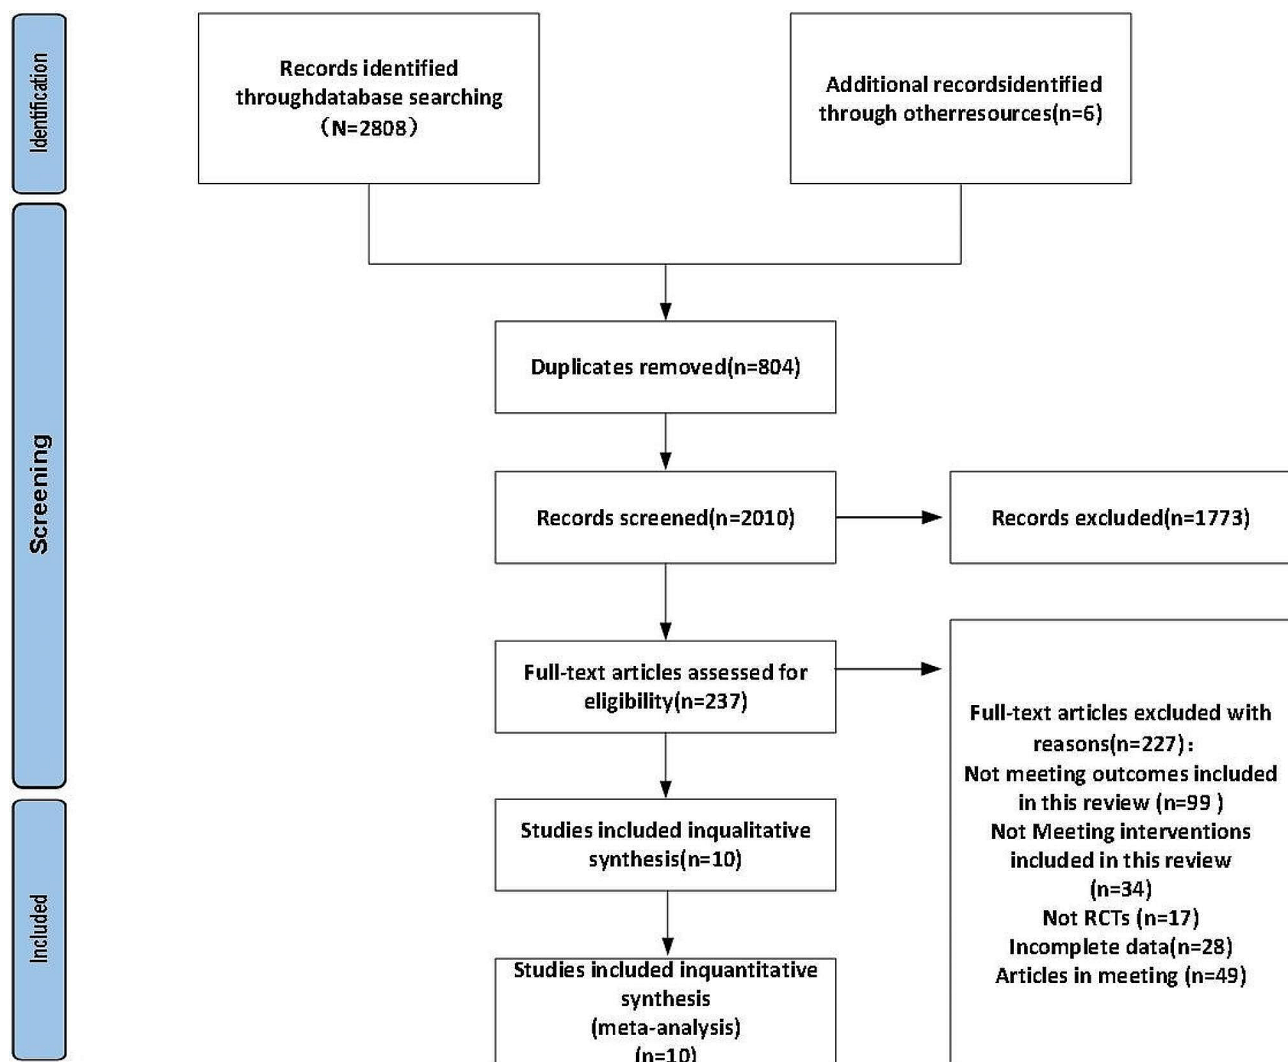 Identification
Records identified
throughdatabase searching
（N=2808）
Additional recordsidentified
through otherresources(n=6)
Screening
Duplicates removed(n=804)
Records screened(n=2010)
Records excluded(n=1773)
Full-text articles assessed for
eligibility(n=237)
Full-text articles excluded with
reasons(n=227)：
Not meeting outcomes included
in this review (n=99 )
Not Meeting interventions
included in this review
(n=34)
Not RCTs (n=17)
Incomplete data(n=28)
Articles in meeting (n=49)
Included
Studies included inqualitative
synthesis(n=10)
Studies included inquantitative
synthesis
(meta-analysis)
(n=10)